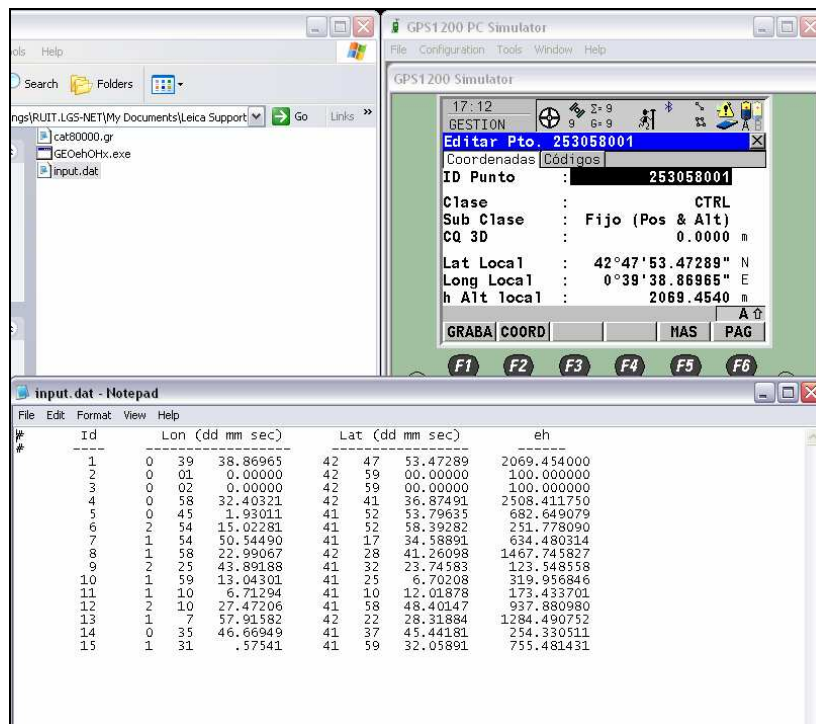 ols Help
Search Folders
ngs\RUIT.LGS-NET\My Documents\Leica Support Go Links »
cat80000.gr
GEOehOHx.exe
input.dat
GPS1200 PC Simulator
File Configuration Tools Window Help
GPS1200 Simulator
17:12
GESTION 9 Σ= 9 G= 9 A B
Editar Pto. 253058001
Coordenadas Códigos
ID Punto : 253058001
Clase : CTRL
Sub Clase : Fijo (Pos & Alt)
CQ 3D : 0.0000 m
Lat Local : 42°47'53.47289" N
Long Local : 0°39'38.86965" E
h Alt local : 2069.4540 m
A
GRABA COORD MAS PAG
F1 F2 F3 F4 F5 F6
input.dat - Notepad
File Edit Format View Help
# Id Lon (dd mm sec) Lat (dd mm sec) eh
# ---- ------------------ ---------------- ------
1 0 39 38.86965 42 47 53.47289 2069.454000
2 0 01 0.00000 42 59 00.00000 100.000000
3 0 02 0.00000 42 59 00.00000 100.000000
4 0 58 32.40321 42 41 36.87491 2508.411750
5 0 45 1.93011 41 52 53.79635 682.649079
6 2 54 15.02281 41 52 58.39282 251.778090
7 1 54 50.54490 41 17 34.58891 634.480314
8 1 58 22.99067 42 28 41.26098 1467.745827
9 2 25 43.89188 41 32 23.74583 123.548558
10 1 59 13.04301 41 25 6.70208 319.956846
11 1 10 6.71294 41 10 12.01878 173.433701
12 2 10 27.47206 41 58 48.40147 937.880980
13 1 7 57.91582 42 22 28.31884 1284.490752
14 0 35 46.66949 41 37 45.44181 254.330511
15 1 31 .57541 41 59 32.05891 755.481431